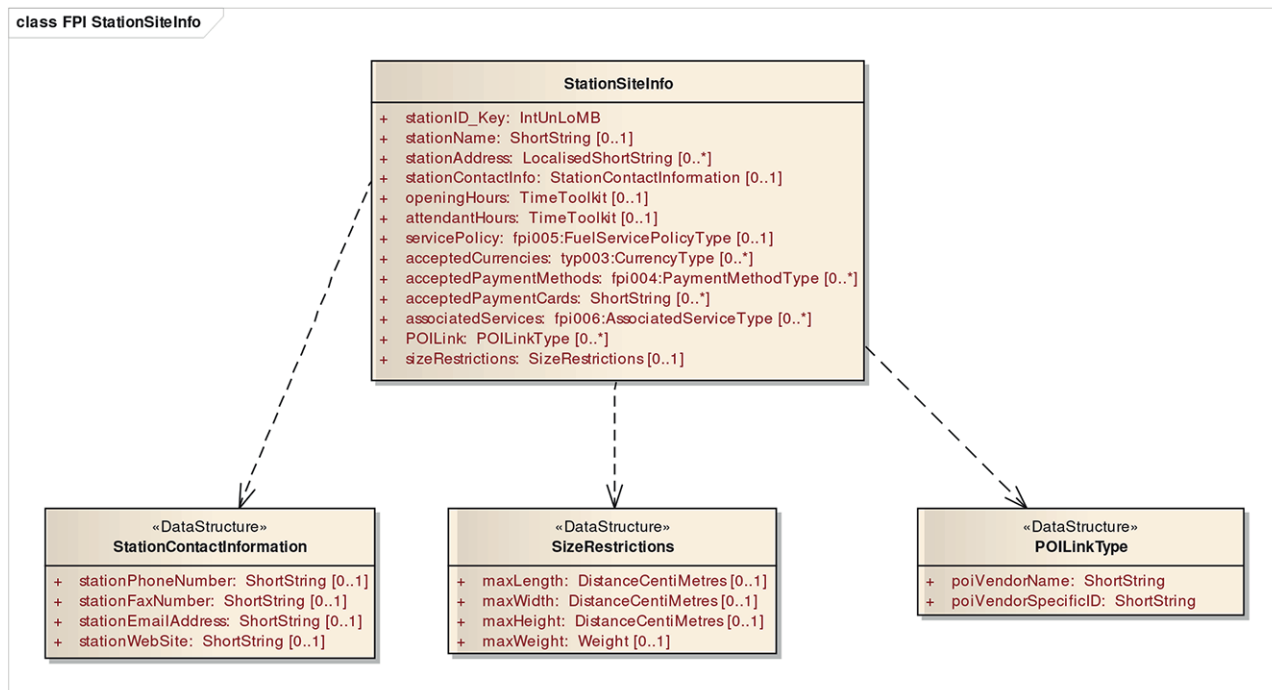 class FPI StationSiteInfo
StationSiteInfo
+ stationID_Key: IntUnLoMB
+ stationName: ShortString [0..1]
+ stationAddress: LocalisedShortString [0..*]
+ stationContactInfo: StationContactInformation [0..1]
+ openingHours: TimeToolkit [0..1]
+ attendantHours: TimeToolkit [0..1]
+ servicePolicy: fpi005:FuelServicePolicyType [0..1]
+ acceptedCurrencies: typ003:CurrencyType [0..*]
+ acceptedPaymentMethods: fpi004:PaymentMethodType [0..*]
+ acceptedPaymentCards: ShortString [0..*]
+ associatedServices: fpi006:AssociatedServiceType [0..*]
+ POILink: POILinkType [0..*]
+ sizeRestrictions: SizeRestrictions [0..1]
«DataStructure»
StationContactInformation
+ stationPhoneNumber: ShortString [0..1]
+ stationFaxNumber: ShortString [0..1]
+ stationEmailAddress: ShortString [0..1]
+ stationWebSite: ShortString [0..1]
«DataStructure»
SizeRestrictions
+ maxLength: DistanceCentiMetres [0..1]
+ maxWidth: DistanceCentiMetres [0..1]
+ maxHeight: DistanceCentiMetres [0..1]
+ maxWeight: Weight [0..1]
«DataStructure»
POILinkType
+ poiVendorName: ShortString
+ poiVendorSpecificID: ShortString